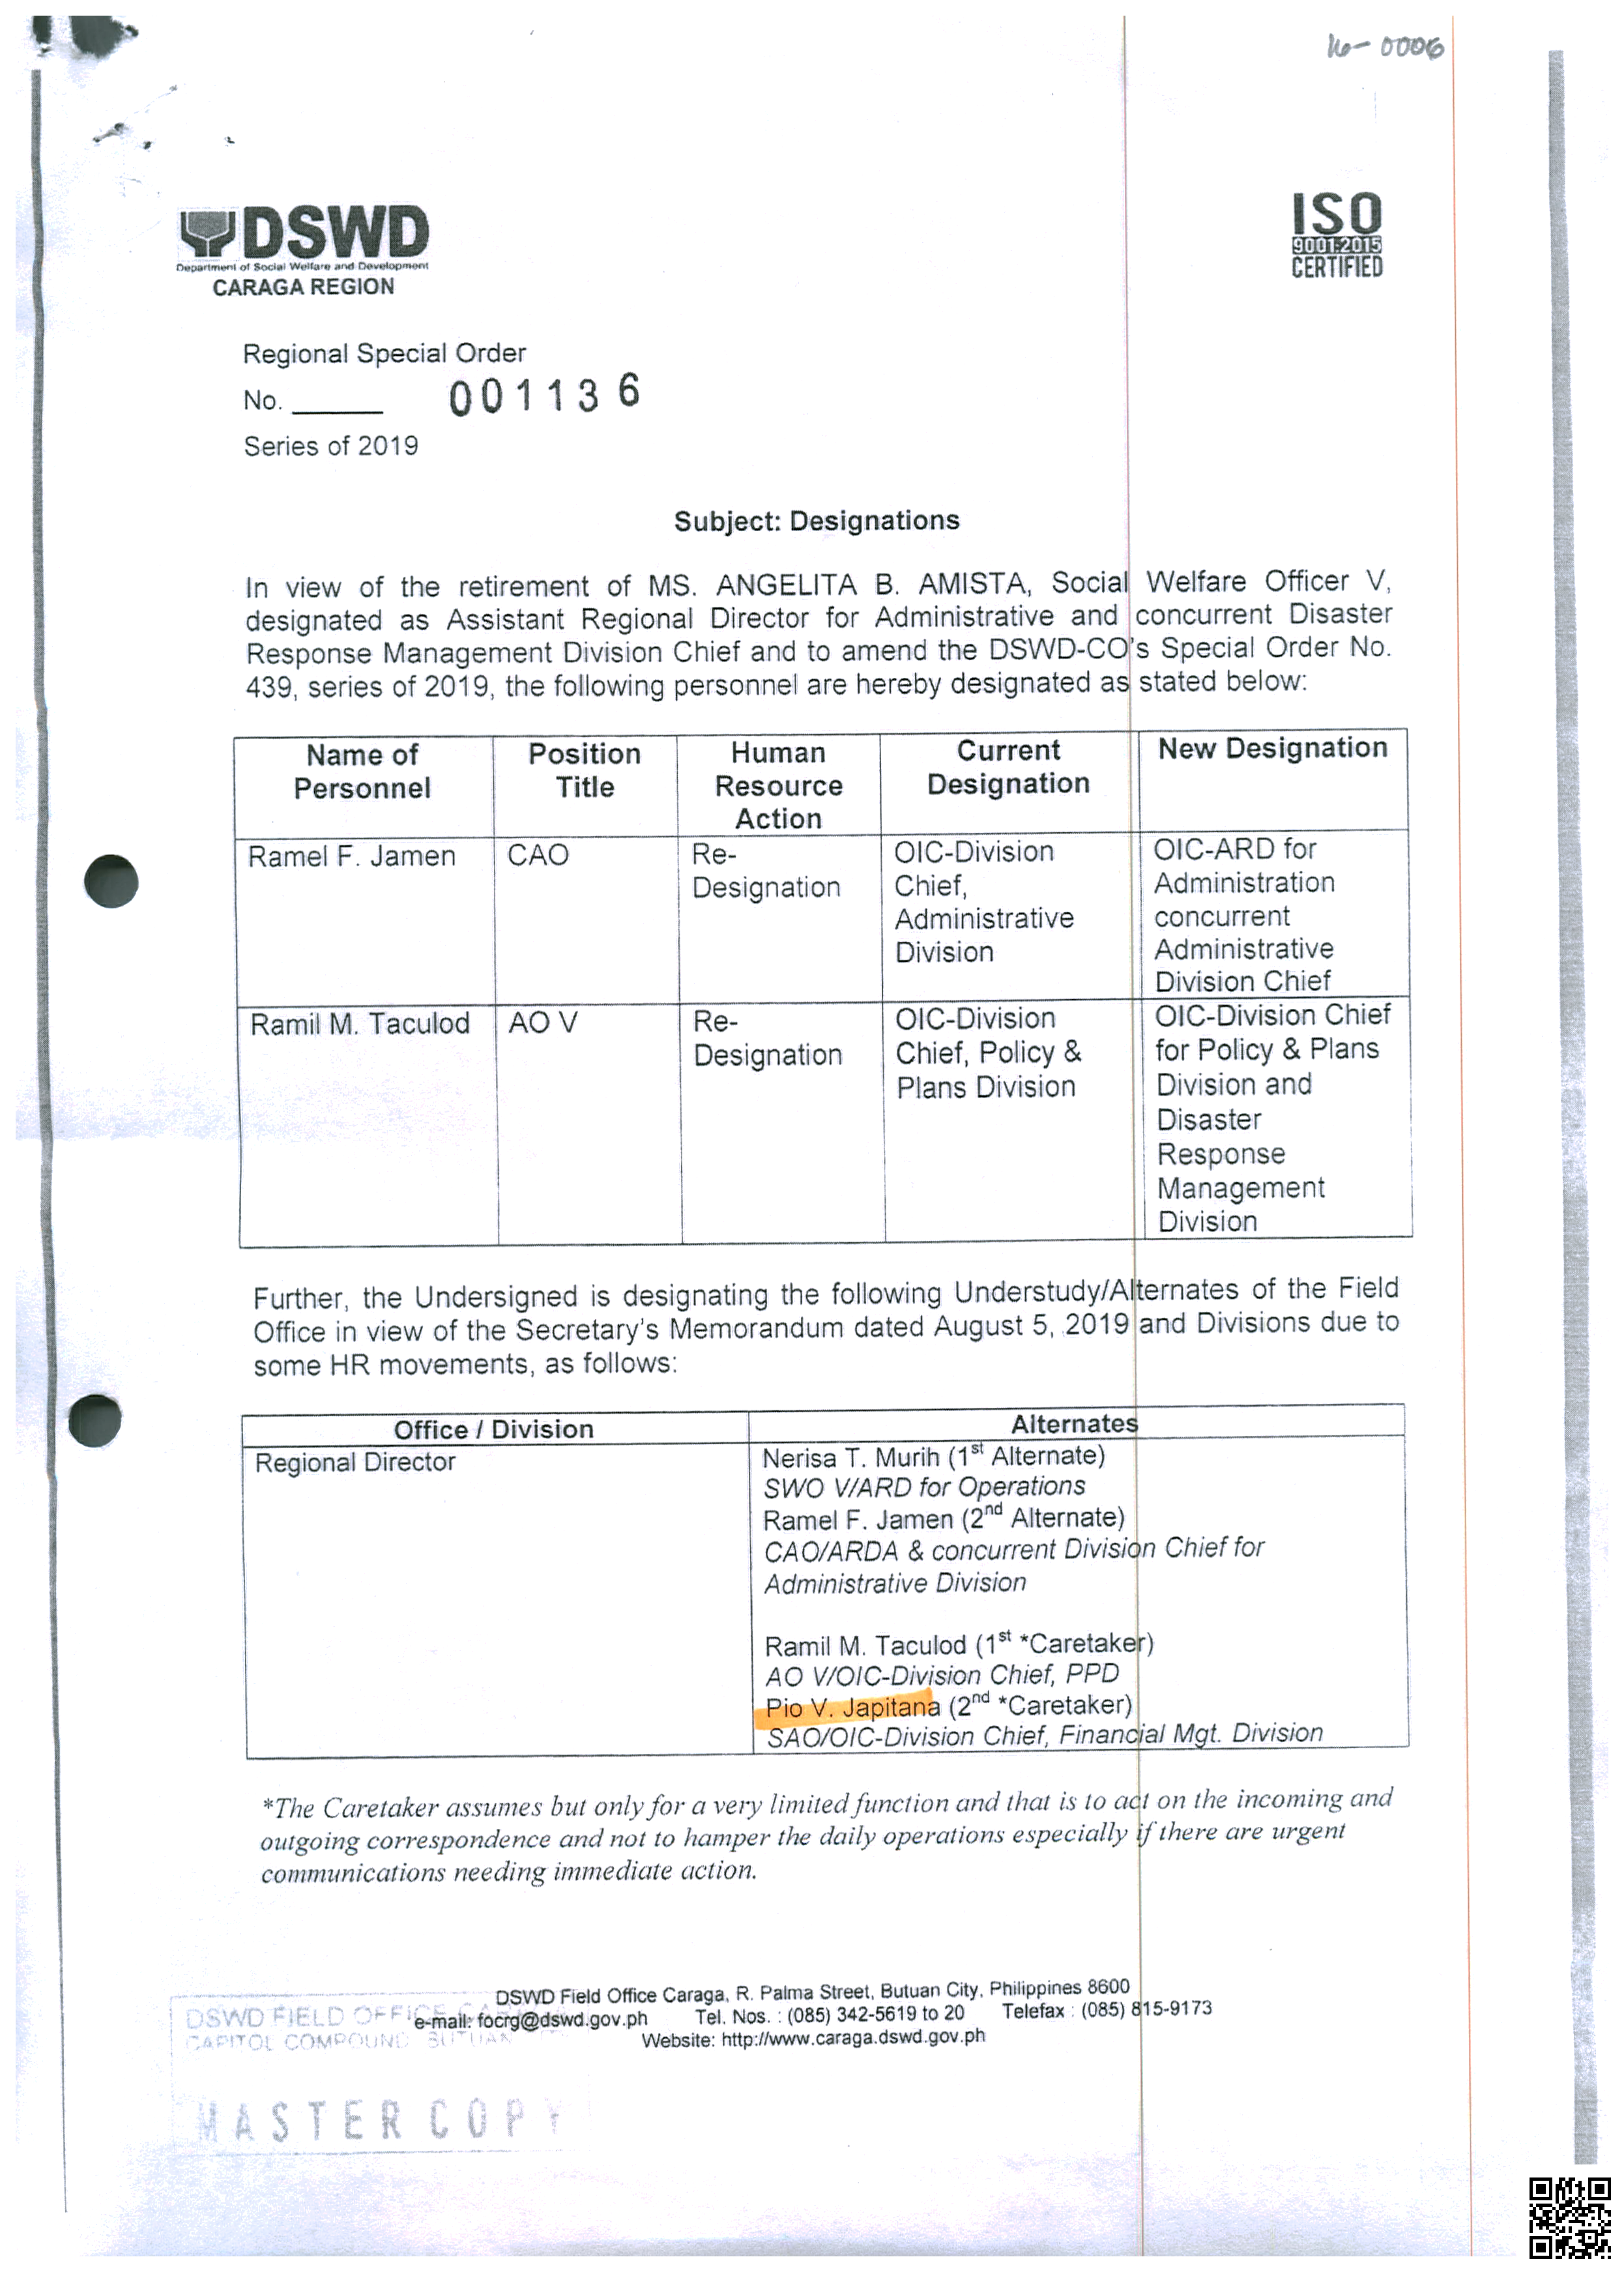 16-0006
DSWD
Department of Social Welfare and Development
CARAGA REGION
ISO
9001:2015
CERTIFIED
Regional Special Order
No. ______ 001136
Series of 2019
Subject: Designations
In view of the retirement of MS. ANGELITA B. AMISTA, Social Welfare Officer V,
designated as Assistant Regional Director for Administrative and concurrent Disaster
Response Management Division Chief and to amend the DSWD-CO's Special Order No.
439, series of 2019, the following personnel are hereby designated as stated below:
Name of Personnel | Position Title | Human Resource Action | Current Designation | New Designation
Ramel F. Jamen | CAO | Re-Designation | OIC-Division Chief, Administrative Division | OIC-ARD for Administration concurrent Administrative Division Chief
Ramil M. Taculod | AO V | Re-Designation | OIC-Division Chief, Policy & Plans Division | OIC-Division Chief for Policy & Plans Division and Disaster Response Management Division
Further, the Undersigned is designating the following Understudy/Alternates of the Field
Office in view of the Secretary's Memorandum dated August 5, 2019 and Divisions due to
some HR movements, as follows:
Office / Division | Alternates
Regional Director
Nerisa T. Murih (1st Alternate)
SWO V/ARD for Operations
Ramel F. Jamen (2nd Alternate)
CAO/ARDA & concurrent Division Chief for
Administrative Division
Ramil M. Taculod (1st *Caretaker)
AO V/OIC-Division Chief, PPD
Pio V. Japitana (2nd *Caretaker)
SAO/OIC-Division Chief, Financial Mgt. Division
*The Caretaker assumes but only for a very limited function and that is to act on the incoming and
outgoing correspondence and not to hamper the daily operations especially if there are urgent
communications needing immediate action.
DSWD Field Office Caraga, R. Palma Street, Butuan City, Philippines 8600
e-mail: focrg@dswd.gov.ph Tel. Nos. : (085) 342-5619 to 20 Telefax : (085) 815-9173
Website: http://www.caraga.dswd.gov.ph
DSWD FIELD OFFICE
CAPITOL COMPOUND BUTUAN
MASTER COPY